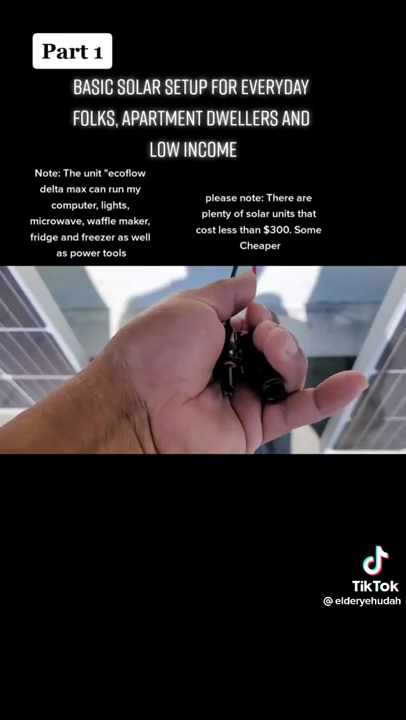 Part 1
BASIC SOLAR SETUP FOR EVERYDAY
FOLKS, APARTMENT DWELLERS AND
LOW INCOME
Note: The unit "ecoflow
delta max can run my
computer, lights,
microwave, waffle maker,
fridge and freezer as well
as power tools
please note: There are
plenty of solar units that
cost less than $300. Some
Cheaper
TikTok
@ elderyehudah